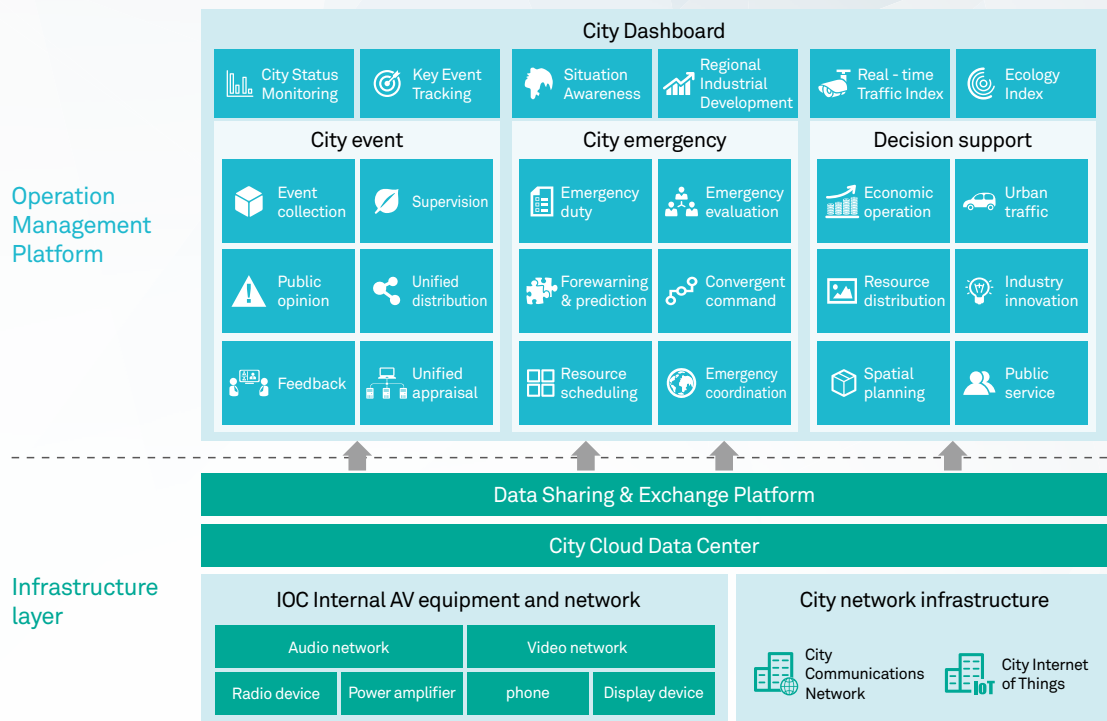 City Dashboard
City Status
Monitoring
Key Event
Tracking
Situation
Awareness
Regional
Industrial
Development
Real - time
Traffic Index
Ecology
Index
Operation
Management
Platform
City event
Event
collection
Supervision
Public
opinion
Unified
distribution
Feedback
Unified
appraisal
City emergency
Emergency
duty
Emergency
evaluation
Forewarning
& prediction
Convergent
command
Resource
scheduling
Emergency
coordination
Decision support
Economic
operation
Urban
traffic
Resource
distribution
Industry
innovation
Spatial
planning
Public
service
Infrastructure
layer
Data Sharing & Exchange Platform
City Cloud Data Center
IOC Internal AV equipment and network
Audio network
Video network
Radio device
Power amplifier
phone
Display device
City network infrastructure
City
Communications
Network
IoT
City Internet
of Things